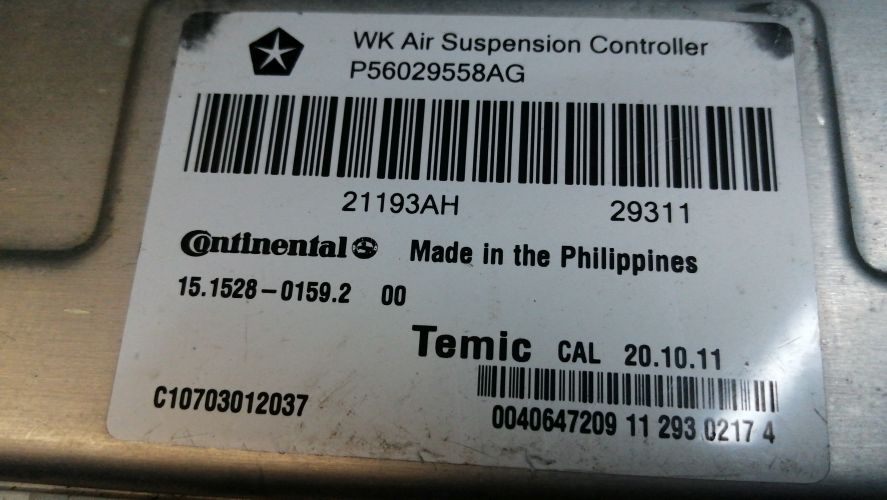 WK Air Suspension Controller
P56029558AG
21193AH 29311
Continental Made in the Philippines
15.1528-0159.2 00
Temic CAL 20.10.11
C10703012037
0040647209 11 293 0217 4